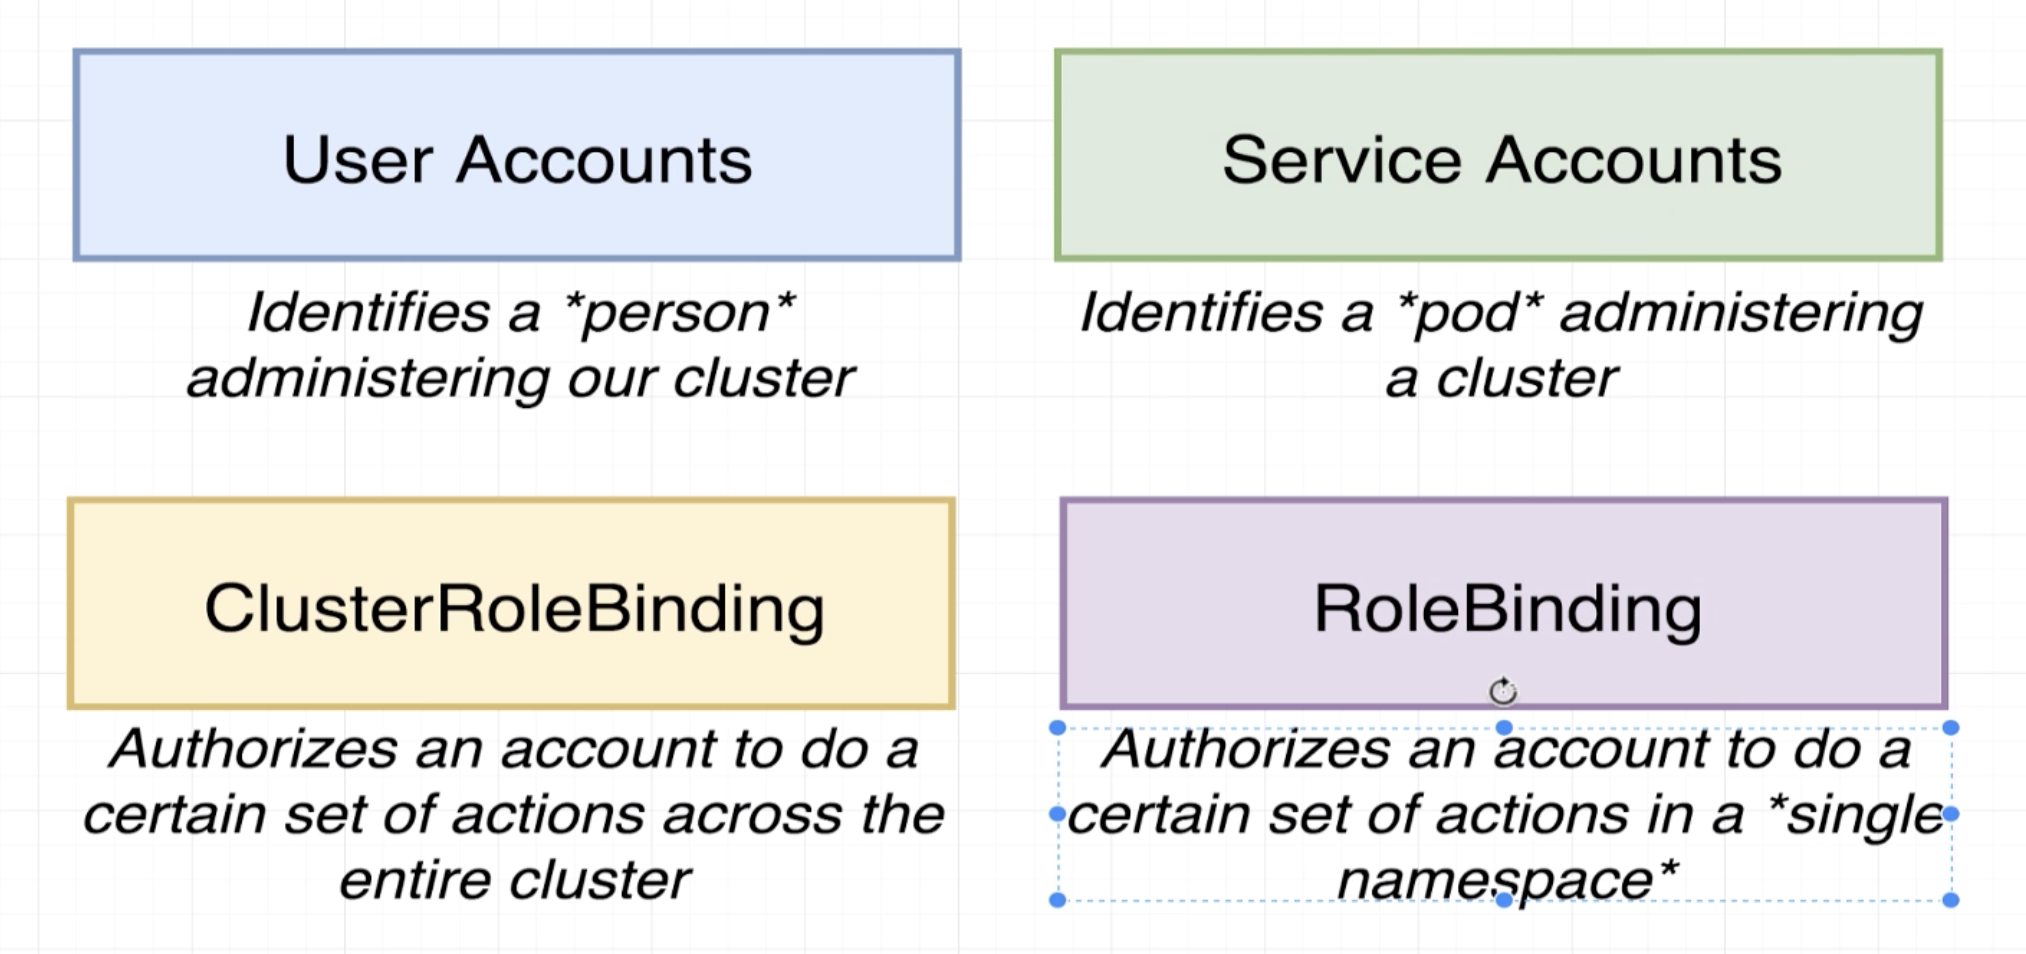 User Accounts
Identifies a *person*
administering our cluster
Service Accounts
Identifies a *pod* administering
a cluster
ClusterRoleBinding
Authorizes an account to do a
certain set of actions across the
entire cluster
RoleBinding
Authorizes an account to do a
certain set of actions in a *single
namespace*